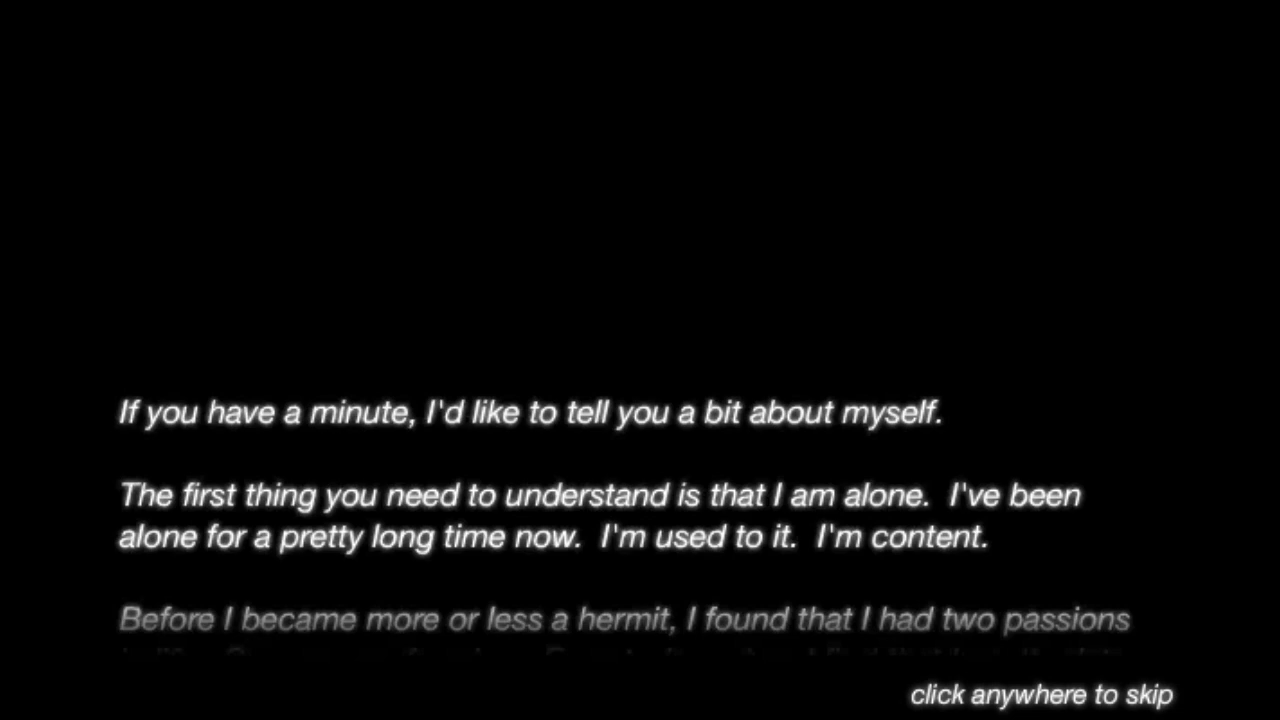 If you have a minute, I'd like to tell you a bit about myself.
The first thing you need to understand is that I am alone.  I've been
alone for a pretty long time now.  I'm used to it.  I'm content.
Before I became more or less a hermit, I found that I had two passions
click anywhere to skip